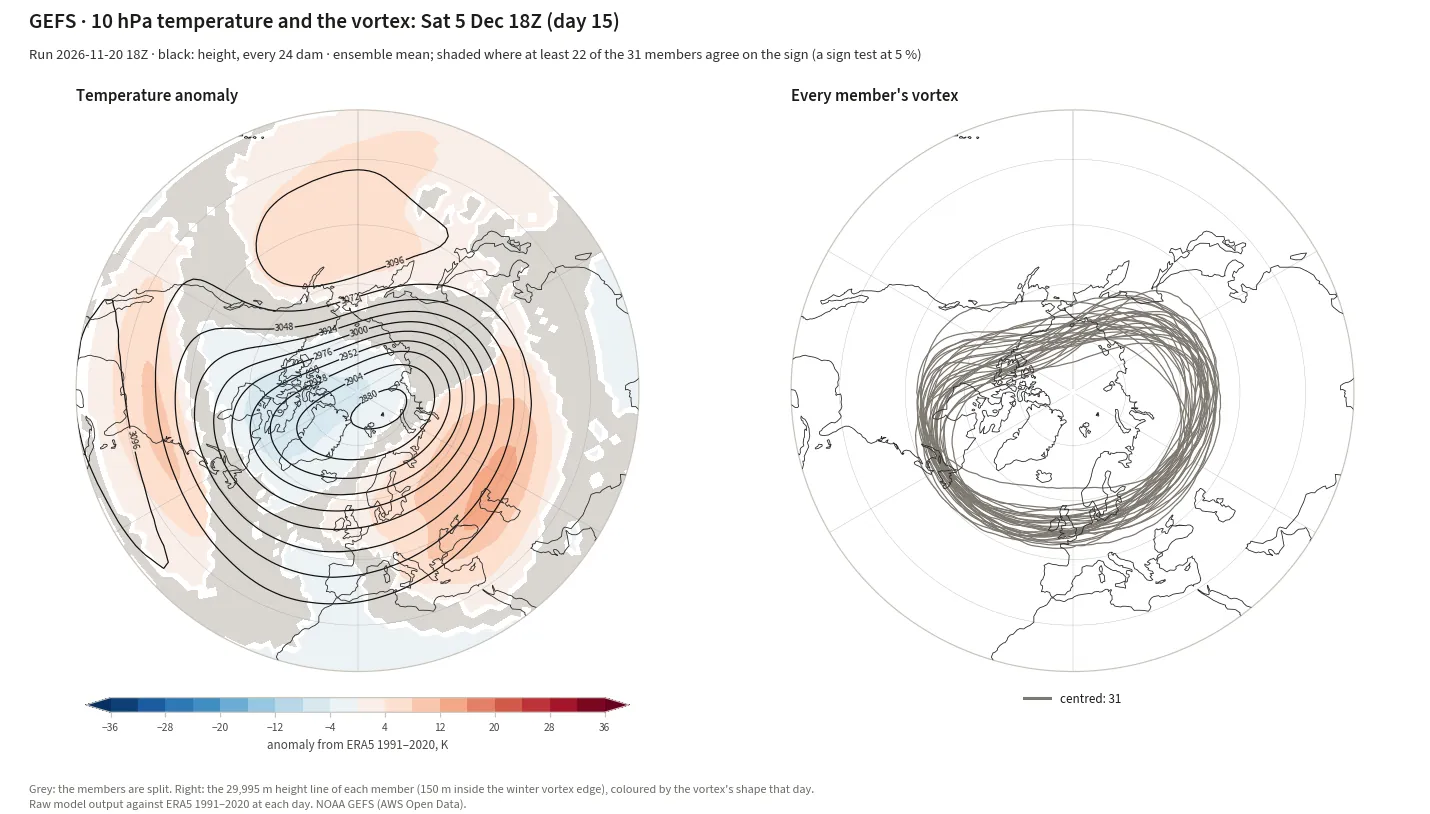 GEFS · 10 hPa temperature and the vortex: Sat 5 Dec 18Z (day 15)
Run 2026-11-20 18Z · black: height, every 24 dam · ensemble mean; shaded where at least 22 of the 31 members agree on the sign (a sign test at 5 %)
Temperature anomaly
Every member's vortex
3096
3048
3000
2976
2952
2904
2880
3096
centred: 31
−36
−28
−20
−12
−4
4
12
20
28
36
anomaly from ERA5 1991–2020, K
Grey: the members are split. Right: the 29,995 m height line of each member (150 m inside the winter vortex edge), coloured by the vortex's shape that day.
Raw model output against ERA5 1991–2020 at each day. NOAA GEFS (AWS Open Data).